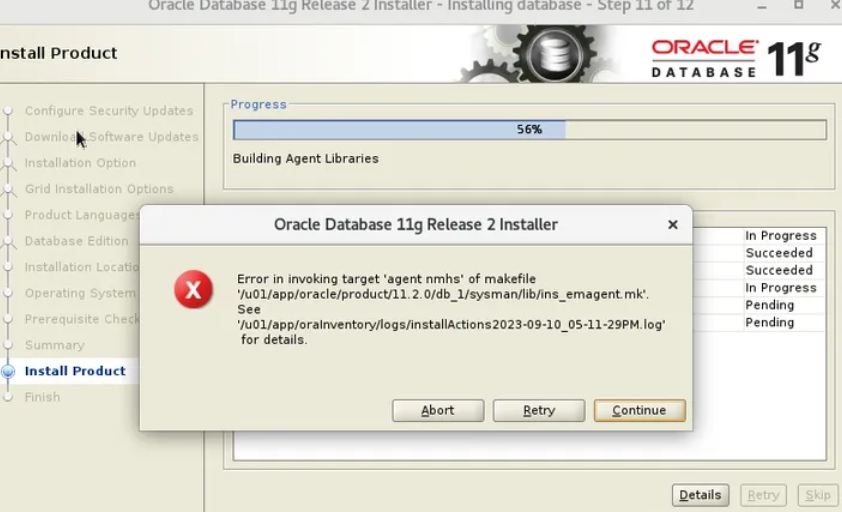 Oracle Database 11g Release 2 Installer - Installing database - Step 11 of 12
nstall Product
ORACLE
DATABASE 11g
Configure Security Updates
Download Software Updates
Installation Option
Grid Installation Options
Product Languages
Database Edition
Installation Locatio
Operating System
Prerequisite Check
Summary
Install Product
Finish
Progress
56%
Building Agent Libraries
In Progress
Succeeded
Succeeded
In Progress
Pending
Pending
Oracle Database 11g Release 2 Installer
Error in invoking target 'agent nmhs' of makefile
'/u01/app/oracle/product/11.2.0/db_1/sysman/lib/ins_emagent.mk'.
See
'/u01/app/oraInventory/logs/installActions2023-09-10_05-11-29PM.log'
for details.
Abort
Retry
Continue
Details
Retry
Skip